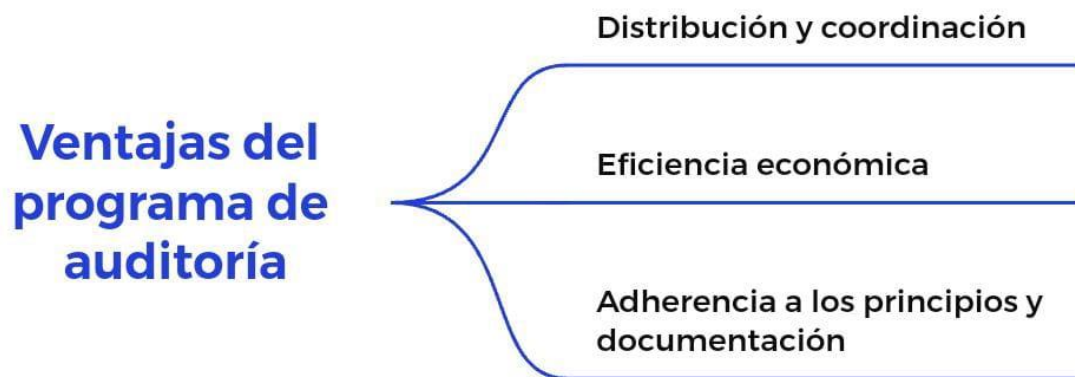 Ventajas del
programa de
auditoría
Distribución y coordinación
Eficiencia económica
Adherencia a los principios y
documentación